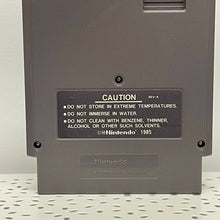 CAUTION REV-A
• DO NOT STORE IN EXTREME TEMPERATURES.
• DO NOT IMMERSE IN WATER.
• DO NOT CLEAN WITH BENZENE, THINNER,
ALCOHOL OR OTHER SUCH SOLVENTS.
©®Nintendo® 1985
Nintendo